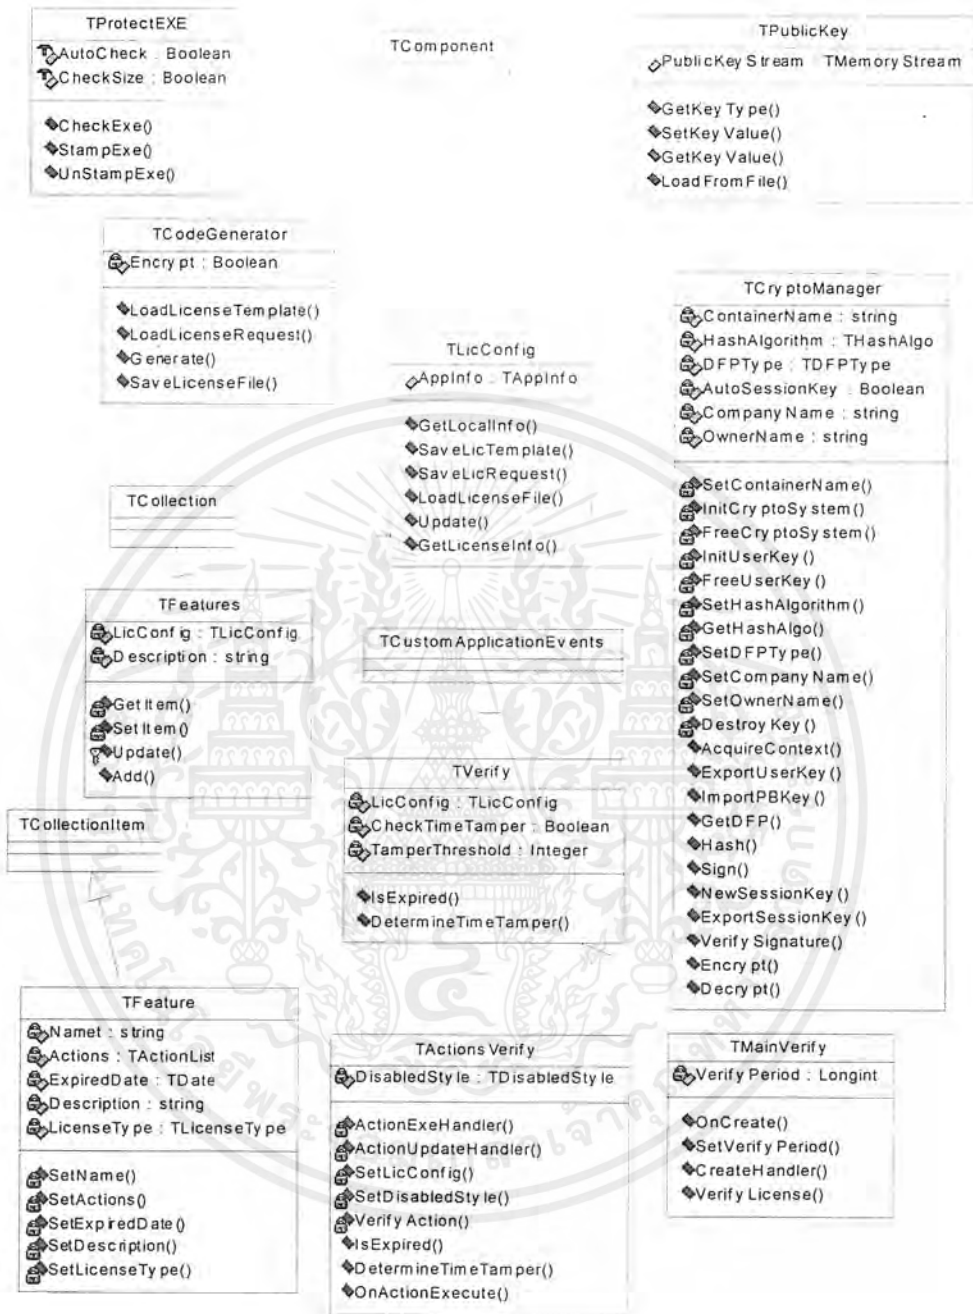 TProtectEXE
AutoCheck : Boolean
CheckSize : Boolean
CheckExe()
StampExe()
UnStampExe()
TComponent
TPublicKey
PublicKeyStream TMemoryStream
GetKeyType()
SetKeyValue()
GetKeyValue()
LoadFromFile()
TCodeGenerator
Encrypt : Boolean
LoadLicenseTemplate()
LoadLicenseRequest()
Generate()
SaveLicenseFile()
TLicConfig
AppInfo : TAppInfo
GetLocalInfo()
SaveLicTemplate()
SaveLicRequest()
LoadLicenseFile()
Update()
GetLicenseInfo()
TCryptoManager
ContainerName : string
HashAlgorithm : THashAlgo
DFPType : TDFPType
AutoSessionKey : Boolean
CompanyName : string
OwnerName : string
SetContainerName()
InitCryptoSystem()
FreeCryptoSystem()
InitUserKey()
FreeUserKey()
SetHashAlgorithm()
GetHashAlgo()
SetDFPType()
SetCompanyName()
SetOwnerName()
DestroyKey()
AcquireContext()
ExportUserKey()
ImportPBKey()
GetDFP()
Hash()
Sign()
NewSessionKey()
ExportSessionKey()
VerifySignature()
Encrypt()
Decrypt()
TCollection
TFeatures
LicConfig : TLicConfig
Description : string
GetItem()
SetItem()
Update()
Add()
TCustomApplicationEvents
TVerify
LicConfig : TLicConfig
CheckTimeTamper : Boolean
TamperThreshold : Integer
IsExpired()
DetermineTimeTamper()
TCollectionItem
TFeature
Namet : string
Actions : TActionList
ExpiredDate : TDate
Description : string
LicenseType : TLicenseType
SetName()
SetActions()
SetExpiredDate()
SetDescription()
SetLicenseType()
TActionsVerify
DisabledStyle : TDisabledStyle
ActionExeHandler()
ActionUpdateHandler()
SetLicConfig()
SetDisabledStyle()
VerifyAction()
IsExpired()
DetermineTimeTamper()
OnActionExecute()
TMainVerify
VerifyPeriod : Longint
OnCreate()
SetVerifyPeriod()
CreateHandler()
VerifyLicense()